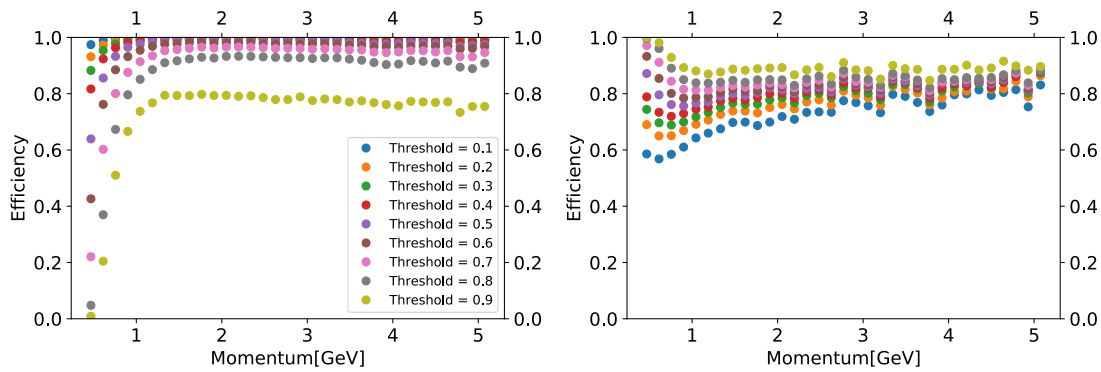 1 2 3 4 5
1.0 1.0
0.8 0.8
0.6 0.6
0.4 0.4
0.2 0.2
0.0 0.0
Efficiency
Threshold = 0.1
Threshold = 0.2
Threshold = 0.3
Threshold = 0.4
Threshold = 0.5
Threshold = 0.6
Threshold = 0.7
Threshold = 0.8
Threshold = 0.9
1 2 3 4 5
Momentum[GeV]
1 2 3 4 5
1.0 1.0
0.8 0.8
0.6 0.6
0.4 0.4
0.2 0.2
0.0 0.0
Efficiency
1 2 3 4 5
Momentum[GeV]